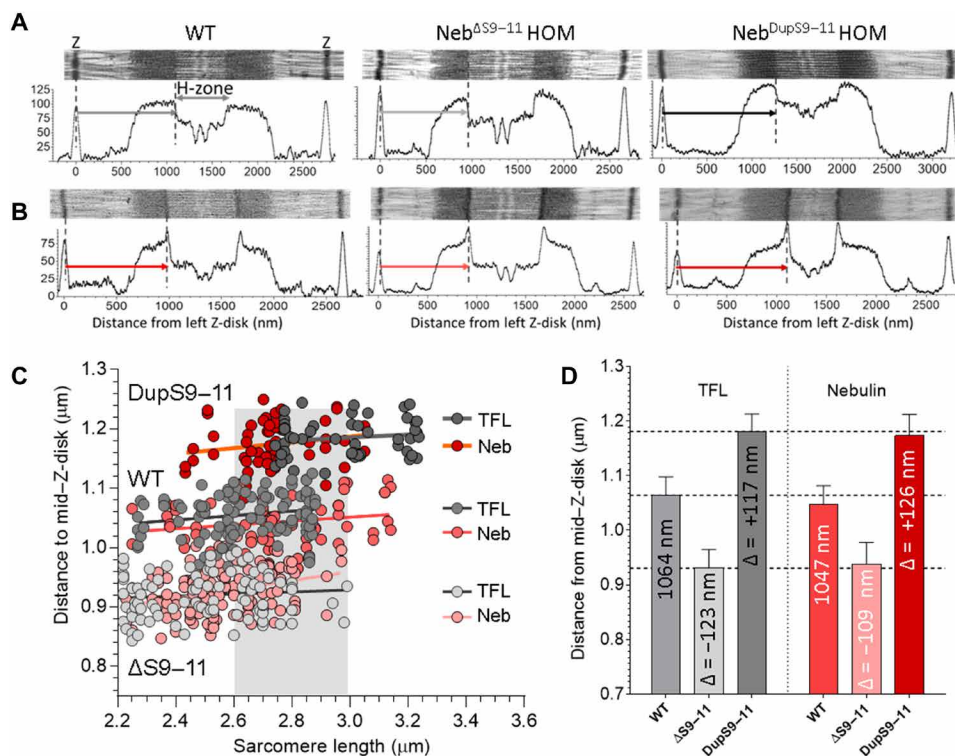 A
WT
Neb^ΔS9–11 HOM
Neb^DupS9–11 HOM
Z Z
H-zone
125
100
75
50
25
0 500 1000 1500 2000 2500
0 500 1000 1500 2000 2500
0 500 1000 1500 2000 2500 3000
B
75
50
25
0
0 500 1000 1500 2000 2500
0 500 1000 1500 2000 2500
0 500 1000 1500 2000 2500
Distance from left Z-disk (nm)
Distance from left Z-disk (nm)
Distance from left Z-disk (nm)
C
Distance to mid–Z-disk (μm)
1.3
1.2
1.1
1.0
0.9
0.8
DupS9–11
WT
ΔS9–11
TFL
Neb
TFL
Neb
TFL
Neb
2.2 2.4 2.6 2.8 3.0 3.2 3.4 3.6
Sarcomere length (μm)
D
Distance from mid–Z-disk (μm)
1.3
1.2
1.1
1.0
0.9
0.8
0.7
TFL
Nebulin
1064 nm
Δ = −123 nm
Δ = +117 nm
1047 nm
Δ = −109 nm
Δ = +126 nm
WT
ΔS9–11
DupS9–11
WT
ΔS9–11
DupS9–11